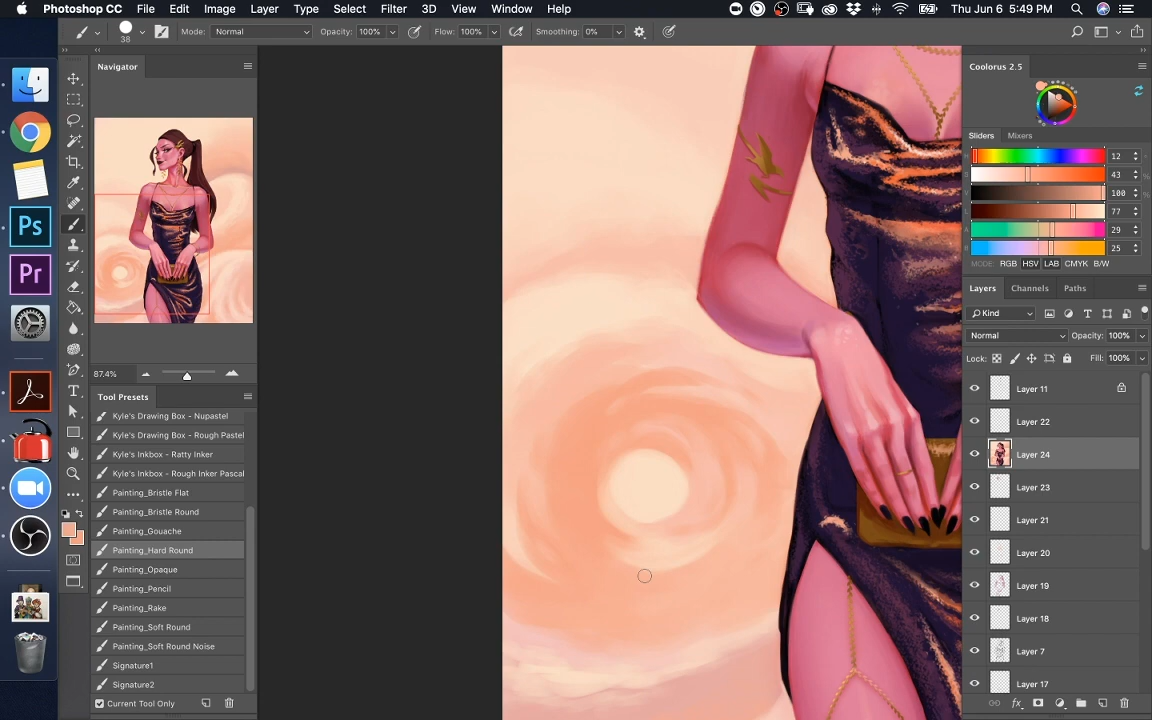 Photoshop CC File Edit Image Layer Type Select Filter 3D View Window Help Thu Jun 6 5:49 PM
38 Mode: Normal Opacity: 100% Flow: 100% Smoothing: 0%
Navigator
87.4%
Tool Presets
Kyle's Drawing Box - Nupastel
Kyle's Drawing Box - Rough Pastel
Kyle's Inkbox - Ratty Inker
Kyle's Inkbox - Rough Inker Pascal
Painting_Bristle Flat
Painting_Bristle Round
Painting_Gouache
Painting_Hard Round
Painting_Opaque
Painting_Pencil
Painting_Rake
Painting_Soft Round
Painting_Soft Round Noise
Signature1
Signature2
Current Tool Only
Ps
Pr
T
Coolorus 2.5
Sliders Mixers
12
43
100
77
29
25
MODE RGB HSV LAB CMYK B/W
Layers Channels Paths
Kind T
Normal Opacity: 100%
Lock: Fill: 100%
Layer 11
Layer 22
Layer 24
Layer 23
Layer 21
Layer 20
Layer 19
Layer 18
Layer 7
Layer 17
fx